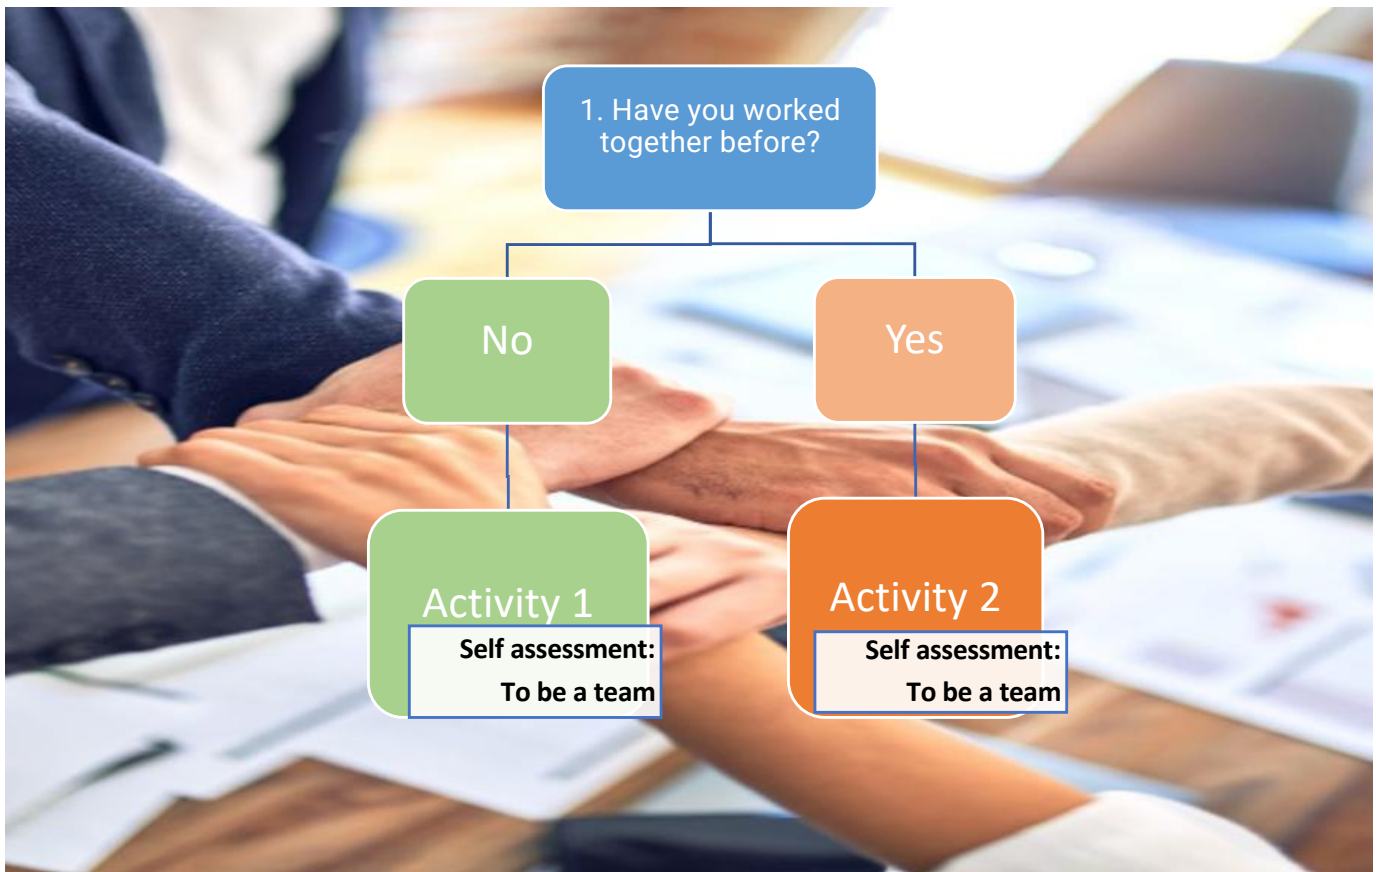 1. Have you worked
together before?
No
Yes
Activity 1
Self assessment:
To be a team
Activity 2
Self assessment:
To be a team